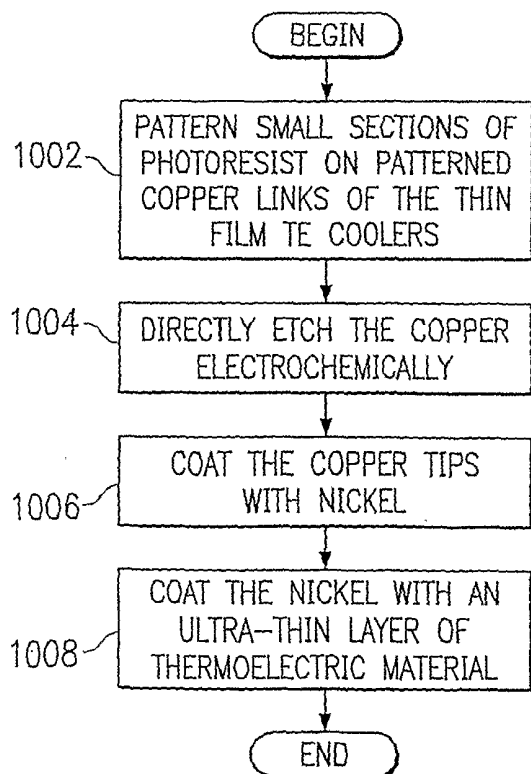 BEGIN
1002
PATTERN SMALL SECTIONS OF
PHOTORESIST ON PATTERNED
COPPER LINKS OF THE THIN
FILM TE COOLERS
1004
DIRECTLY ETCH THE COPPER
ELECTROCHEMICALLY
1006
COAT THE COPPER TIPS
WITH NICKEL
1008
COAT THE NICKEL WITH AN
ULTRA-THIN LAYER OF
THERMOELECTRIC MATERIAL
END